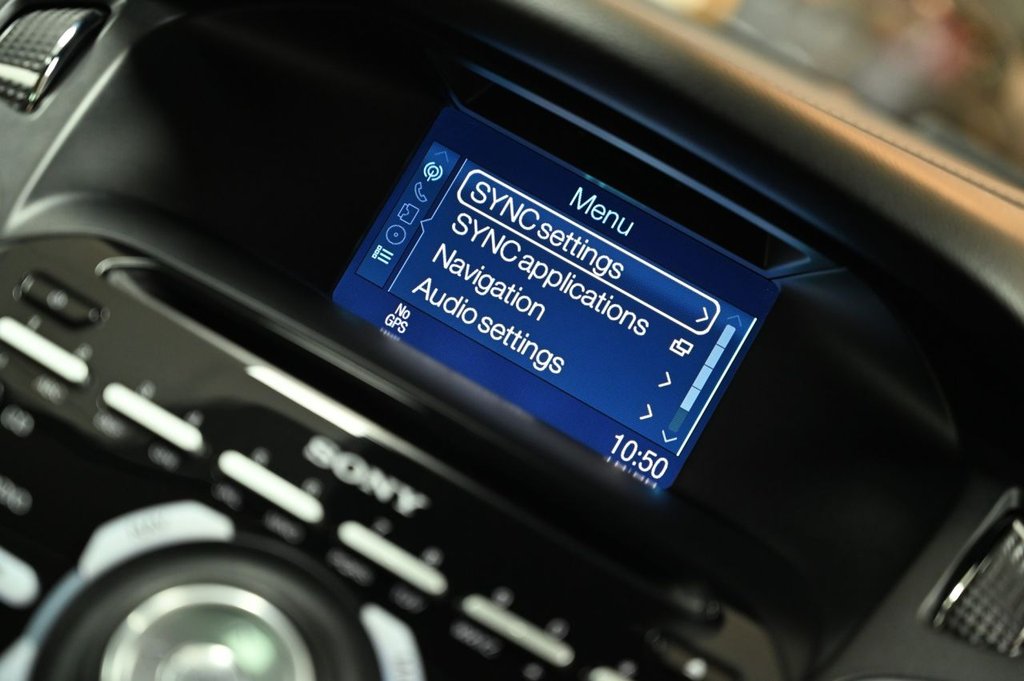 Menu
SYNC settings
SYNC applications
Navigation
Audio settings
No
GPS
10:50
SONY